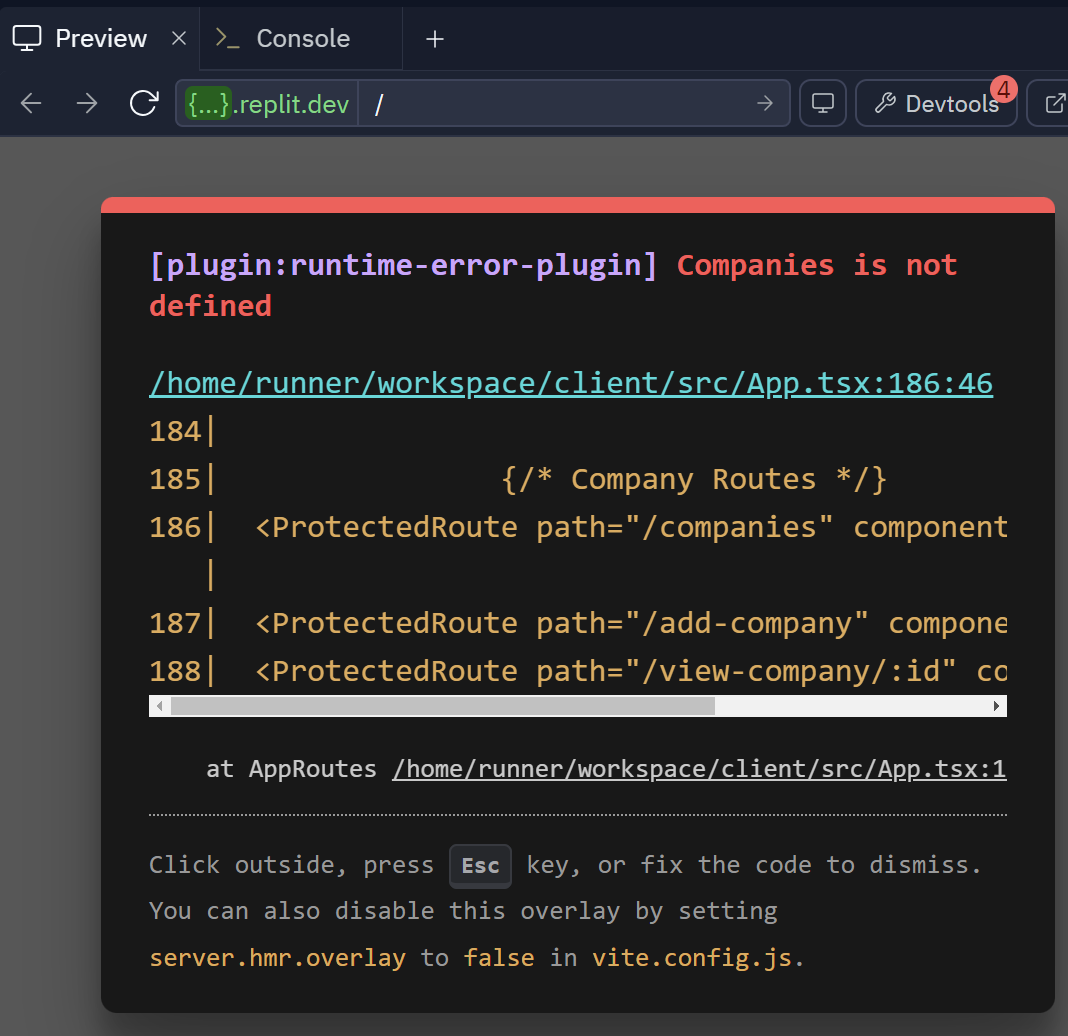 Preview × >_ Console +
{...}.replit.dev / Devtools 4
[plugin:runtime-error-plugin] Companies is not
defined
/home/runner/workspace/client/src/App.tsx:186:46
184|
185| {/* Company Routes */}
186| <ProtectedRoute path="/companies" component
|
187| <ProtectedRoute path="/add-company" compone
188| <ProtectedRoute path="/view-company/:id" co
at AppRoutes /home/runner/workspace/client/src/App.tsx:1
Click outside, press Esc key, or fix the code to dismiss.
You can also disable this overlay by setting
server.hmr.overlay to false in vite.config.js.